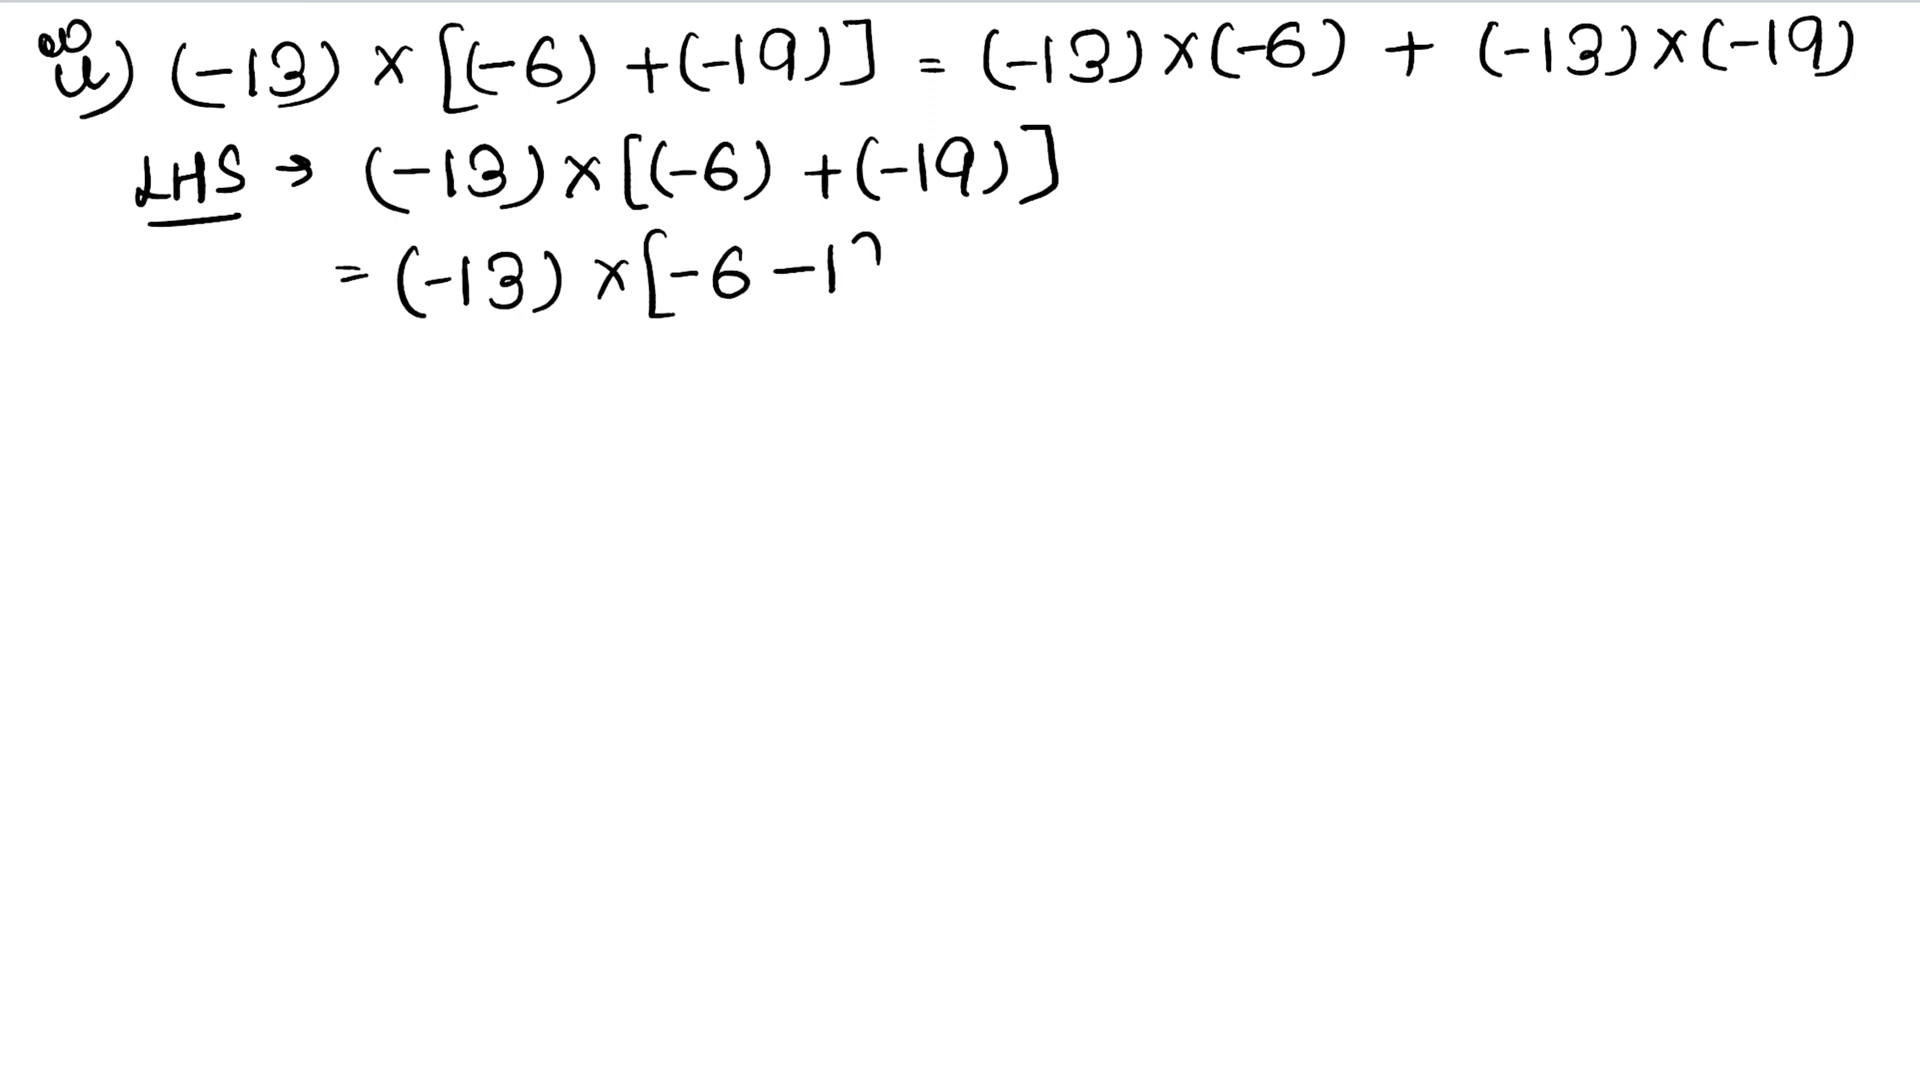 ii) (-13) × [(-6) + (-19)] = (-13) × (-6) + (-13) × (-19)
LHS → (-13) × [(-6) + (-19)]
= (-13) × [-6 - 1